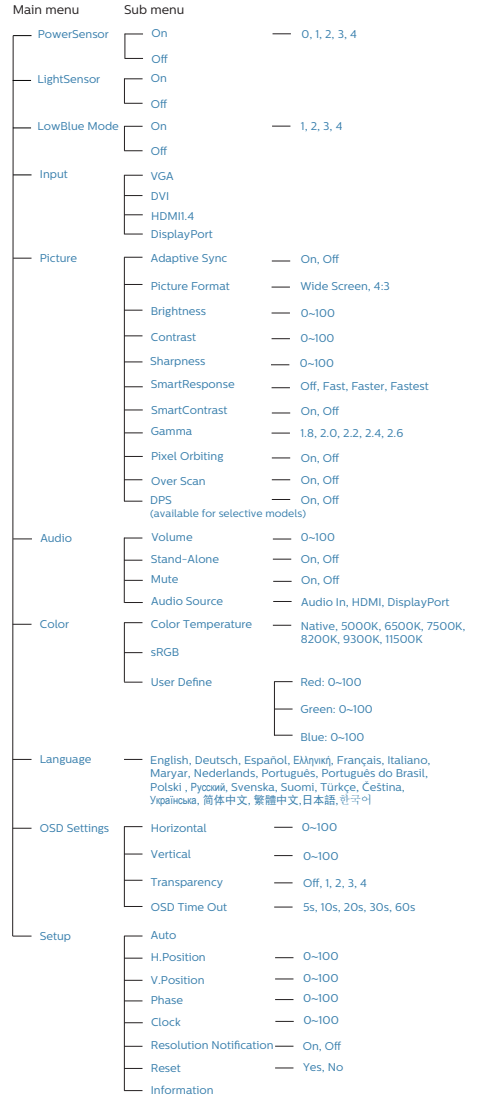 Main menu Sub menu
PowerSensor On 0, 1, 2, 3, 4
Off
LightSensor On
Off
LowBlue Mode On 1, 2, 3, 4
Off
Input VGA
DVI
HDMI1.4
DisplayPort
Picture Adaptive Sync On, Off
Picture Format Wide Screen, 4:3
Brightness 0~100
Contrast 0~100
Sharpness 0~100
SmartResponse Off, Fast, Faster, Fastest
SmartContrast On, Off
Gamma 1.8, 2.0, 2.2, 2.4, 2.6
Pixel Orbiting On, Off
Over Scan On, Off
DPS On, Off
(available for selective models)
Audio Volume 0~100
Stand-Alone On, Off
Mute On, Off
Audio Source Audio In, HDMI, DisplayPort
Color Color Temperature Native, 5000K, 6500K, 7500K,
8200K, 9300K, 11500K
sRGB
User Define Red: 0~100
Green: 0~100
Blue: 0~100
Language English, Deutsch, Español, Ελληνική, Français, Italiano,
Maryar, Nederlands, Português, Português do Brasil,
Polski , Русский, Svenska, Suomi, Türkçe, Čeština,
Українська, 简体中文, 繁體中文,日本語,한국어
OSD Settings Horizontal 0~100
Vertical 0~100
Transparency Off, 1, 2, 3, 4
OSD Time Out 5s, 10s, 20s, 30s, 60s
Setup Auto
H.Position 0~100
V.Position 0~100
Phase 0~100
Clock 0~100
Resolution Notification On, Off
Reset Yes, No
Information